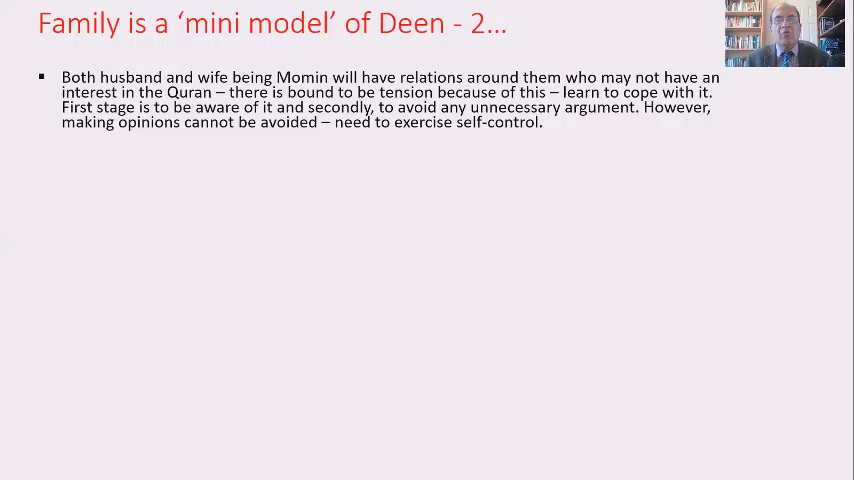 Family is a ‘mini model’ of Deen - 2…
▪ Both husband and wife being Momin will have relations around them who may not have an
interest in the Quran – there is bound to be tension because of this – learn to cope with it.
First stage is to be aware of it and secondly, to avoid any unnecessary argument. However,
making opinions cannot be avoided – need to exercise self-control.